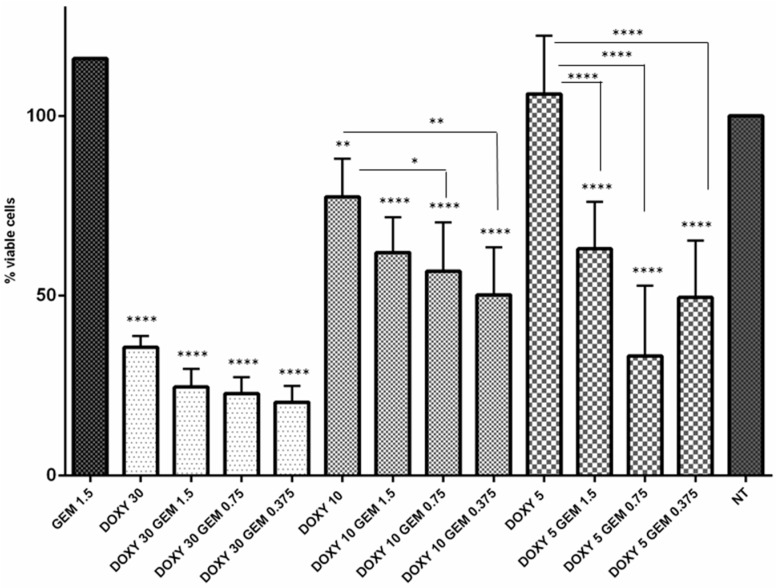 ****
****
****
**
**
*
****
****
****
****
****
****
****
****
****
****
100
50
0
% viable cells
GEM 1.5
DOXY 30
DOXY 30 GEM 1.5
DOXY 30 GEM 0.75
DOXY 30 GEM 0.375
DOXY 10
DOXY 10 GEM 1.5
DOXY 10 GEM 0.75
DOXY 10 GEM 0.375
DOXY 5
DOXY 5 GEM 1.5
DOXY 5 GEM 0.75
DOXY 5 GEM 0.375
NT